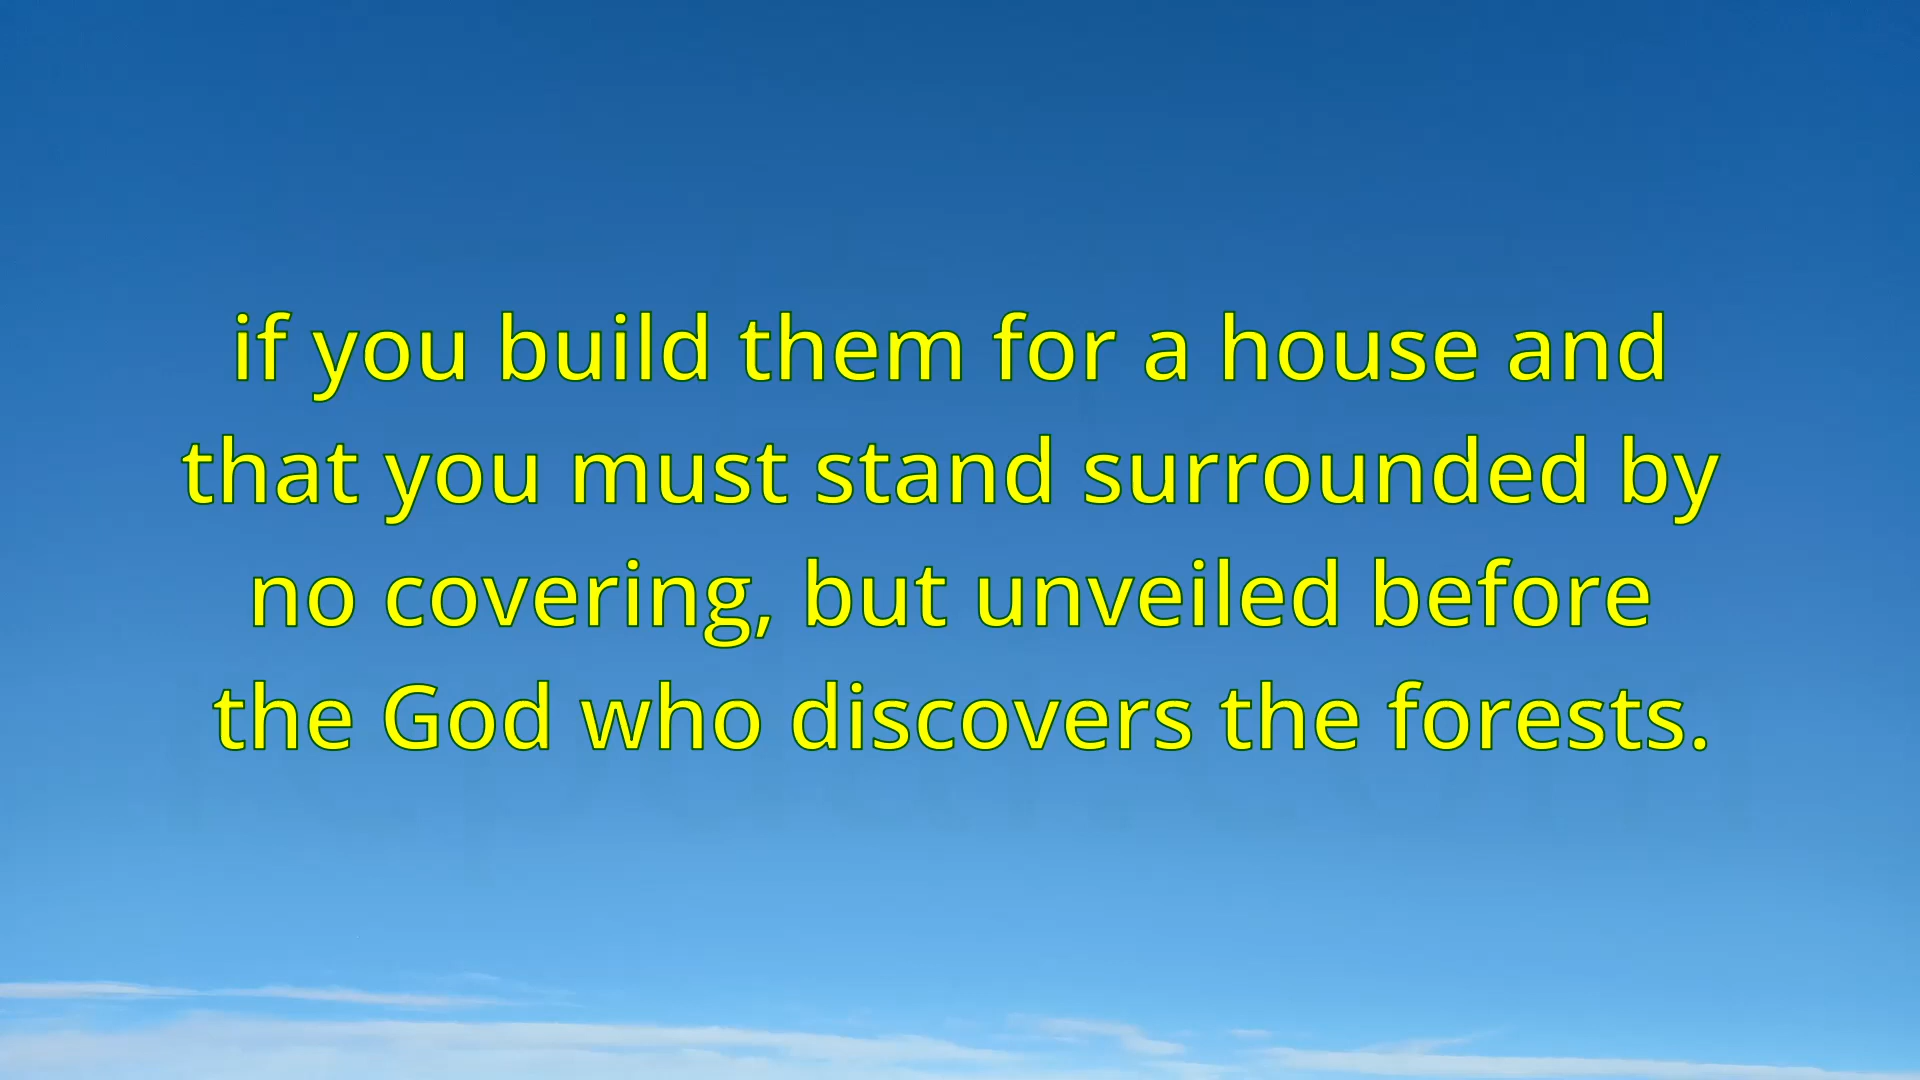 if you build them for a house and
that you must stand surrounded by
no covering, but unveiled before
the God who discovers the forests.